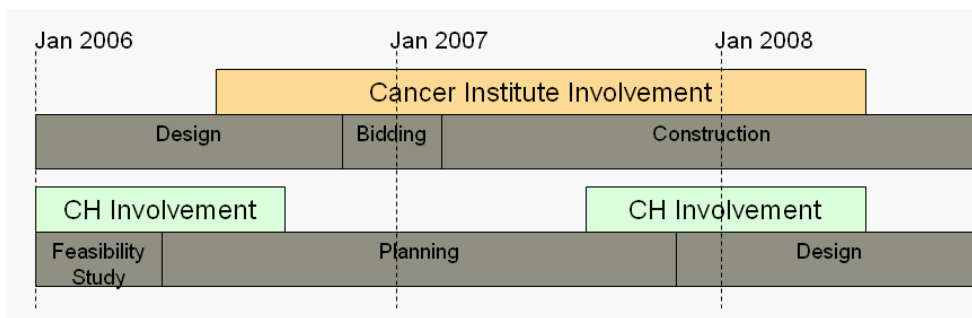 Jan 2006 Jan 2007 Jan 2008
Cancer Institute Involvement
Design Bidding Construction
CH Involvement CH Involvement
Feasibility Planning Design
Study